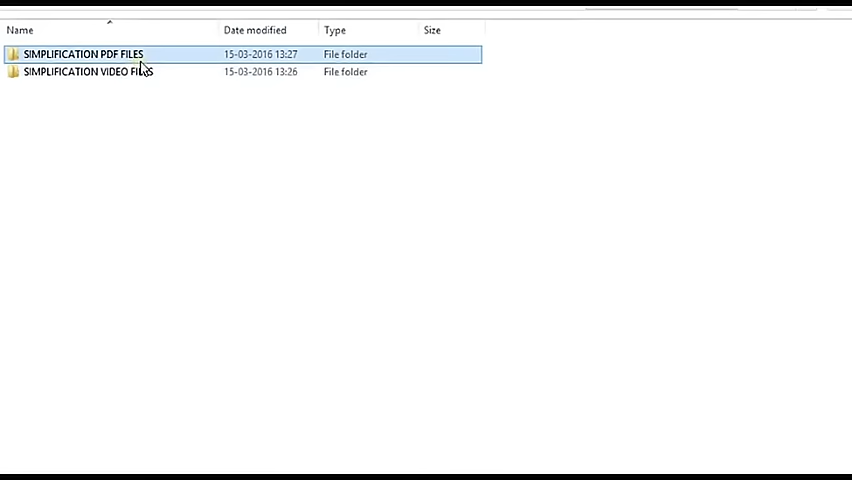 Name Date modified Type Size
SIMPLIFICATION PDF FILES 15-03-2016 13:27 File folder
SIMPLIFICATION VIDEO FILES 15-03-2016 13:26 File folder